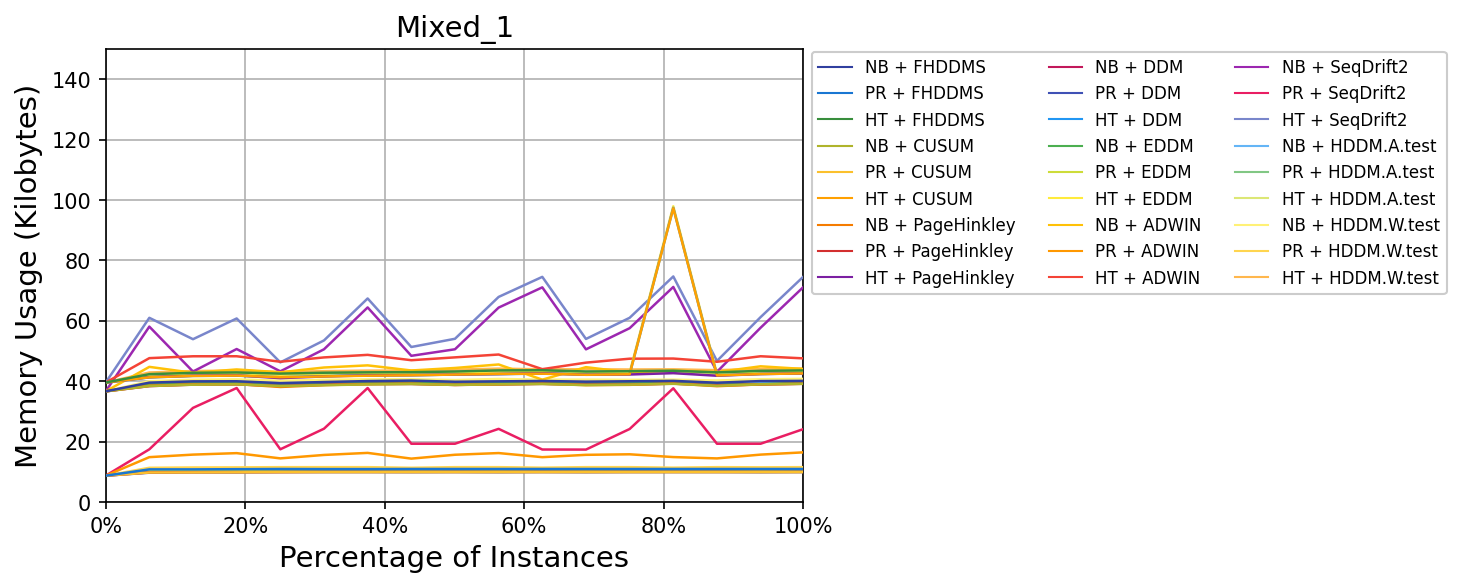 Mixed_1
Memory Usage (Kilobytes)
140
120
100
80
60
40
20
0
0% 20% 40% 60% 80% 100%
Percentage of Instances
NB + FHDDMS
PR + FHDDMS
HT + FHDDMS
NB + CUSUM
PR + CUSUM
HT + CUSUM
NB + PageHinkley
PR + PageHinkley
HT + PageHinkley
NB + DDM
PR + DDM
HT + DDM
NB + EDDM
PR + EDDM
HT + EDDM
NB + ADWIN
PR + ADWIN
HT + ADWIN
NB + SeqDrift2
PR + SeqDrift2
HT + SeqDrift2
NB + HDDM.A.test
PR + HDDM.A.test
HT + HDDM.A.test
NB + HDDM.W.test
PR + HDDM.W.test
HT + HDDM.W.test